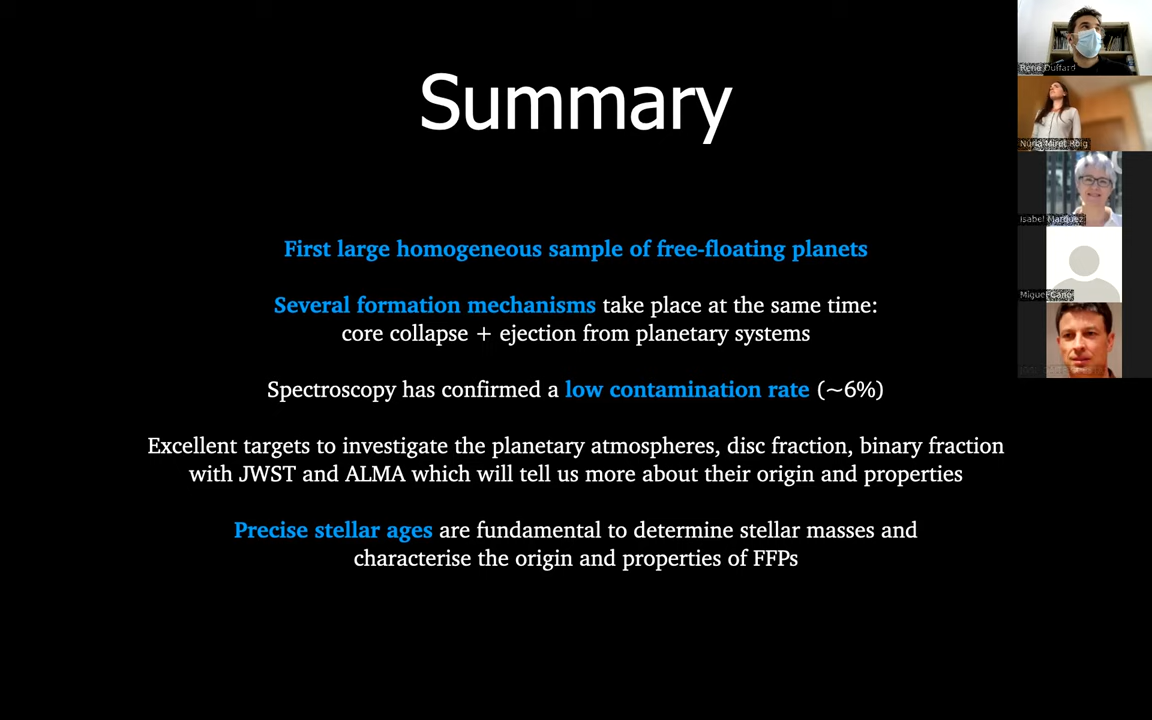 Summary
First large homogeneous sample of free-floating planets
Several formation mechanisms take place at the same time:
core collapse + ejection from planetary systems
Spectroscopy has confirmed a low contamination rate (~6%)
Excellent targets to investigate the planetary atmospheres, disc fraction, binary fraction
with JWST and ALMA which will tell us more about their origin and properties
Precise stellar ages are fundamental to determine stellar masses and
characterise the origin and properties of FFPs
René Duffard
Núria Miret Roig
Isabel Márquez
Miguel Cano